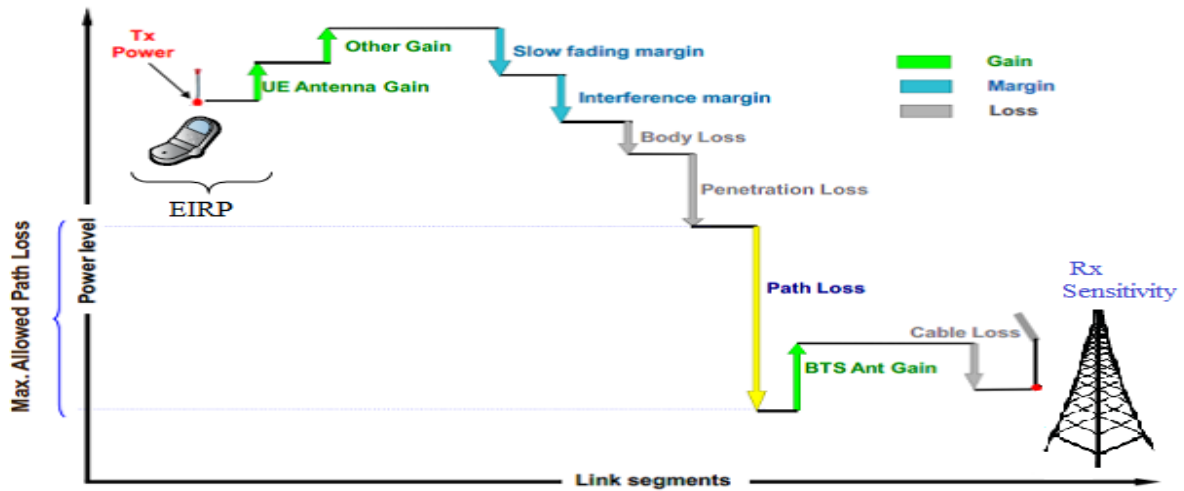 Tx
Power
Other Gain
UE Antenna Gain
Slow fading margin
Interference margin
Body Loss
Penetration Loss
Gain
Margin
Loss
EIRP
Max. Allowed Path Loss
Power level
Path Loss
Rx
Sensitivity
Cable Loss
BTS Ant Gain
Link segments